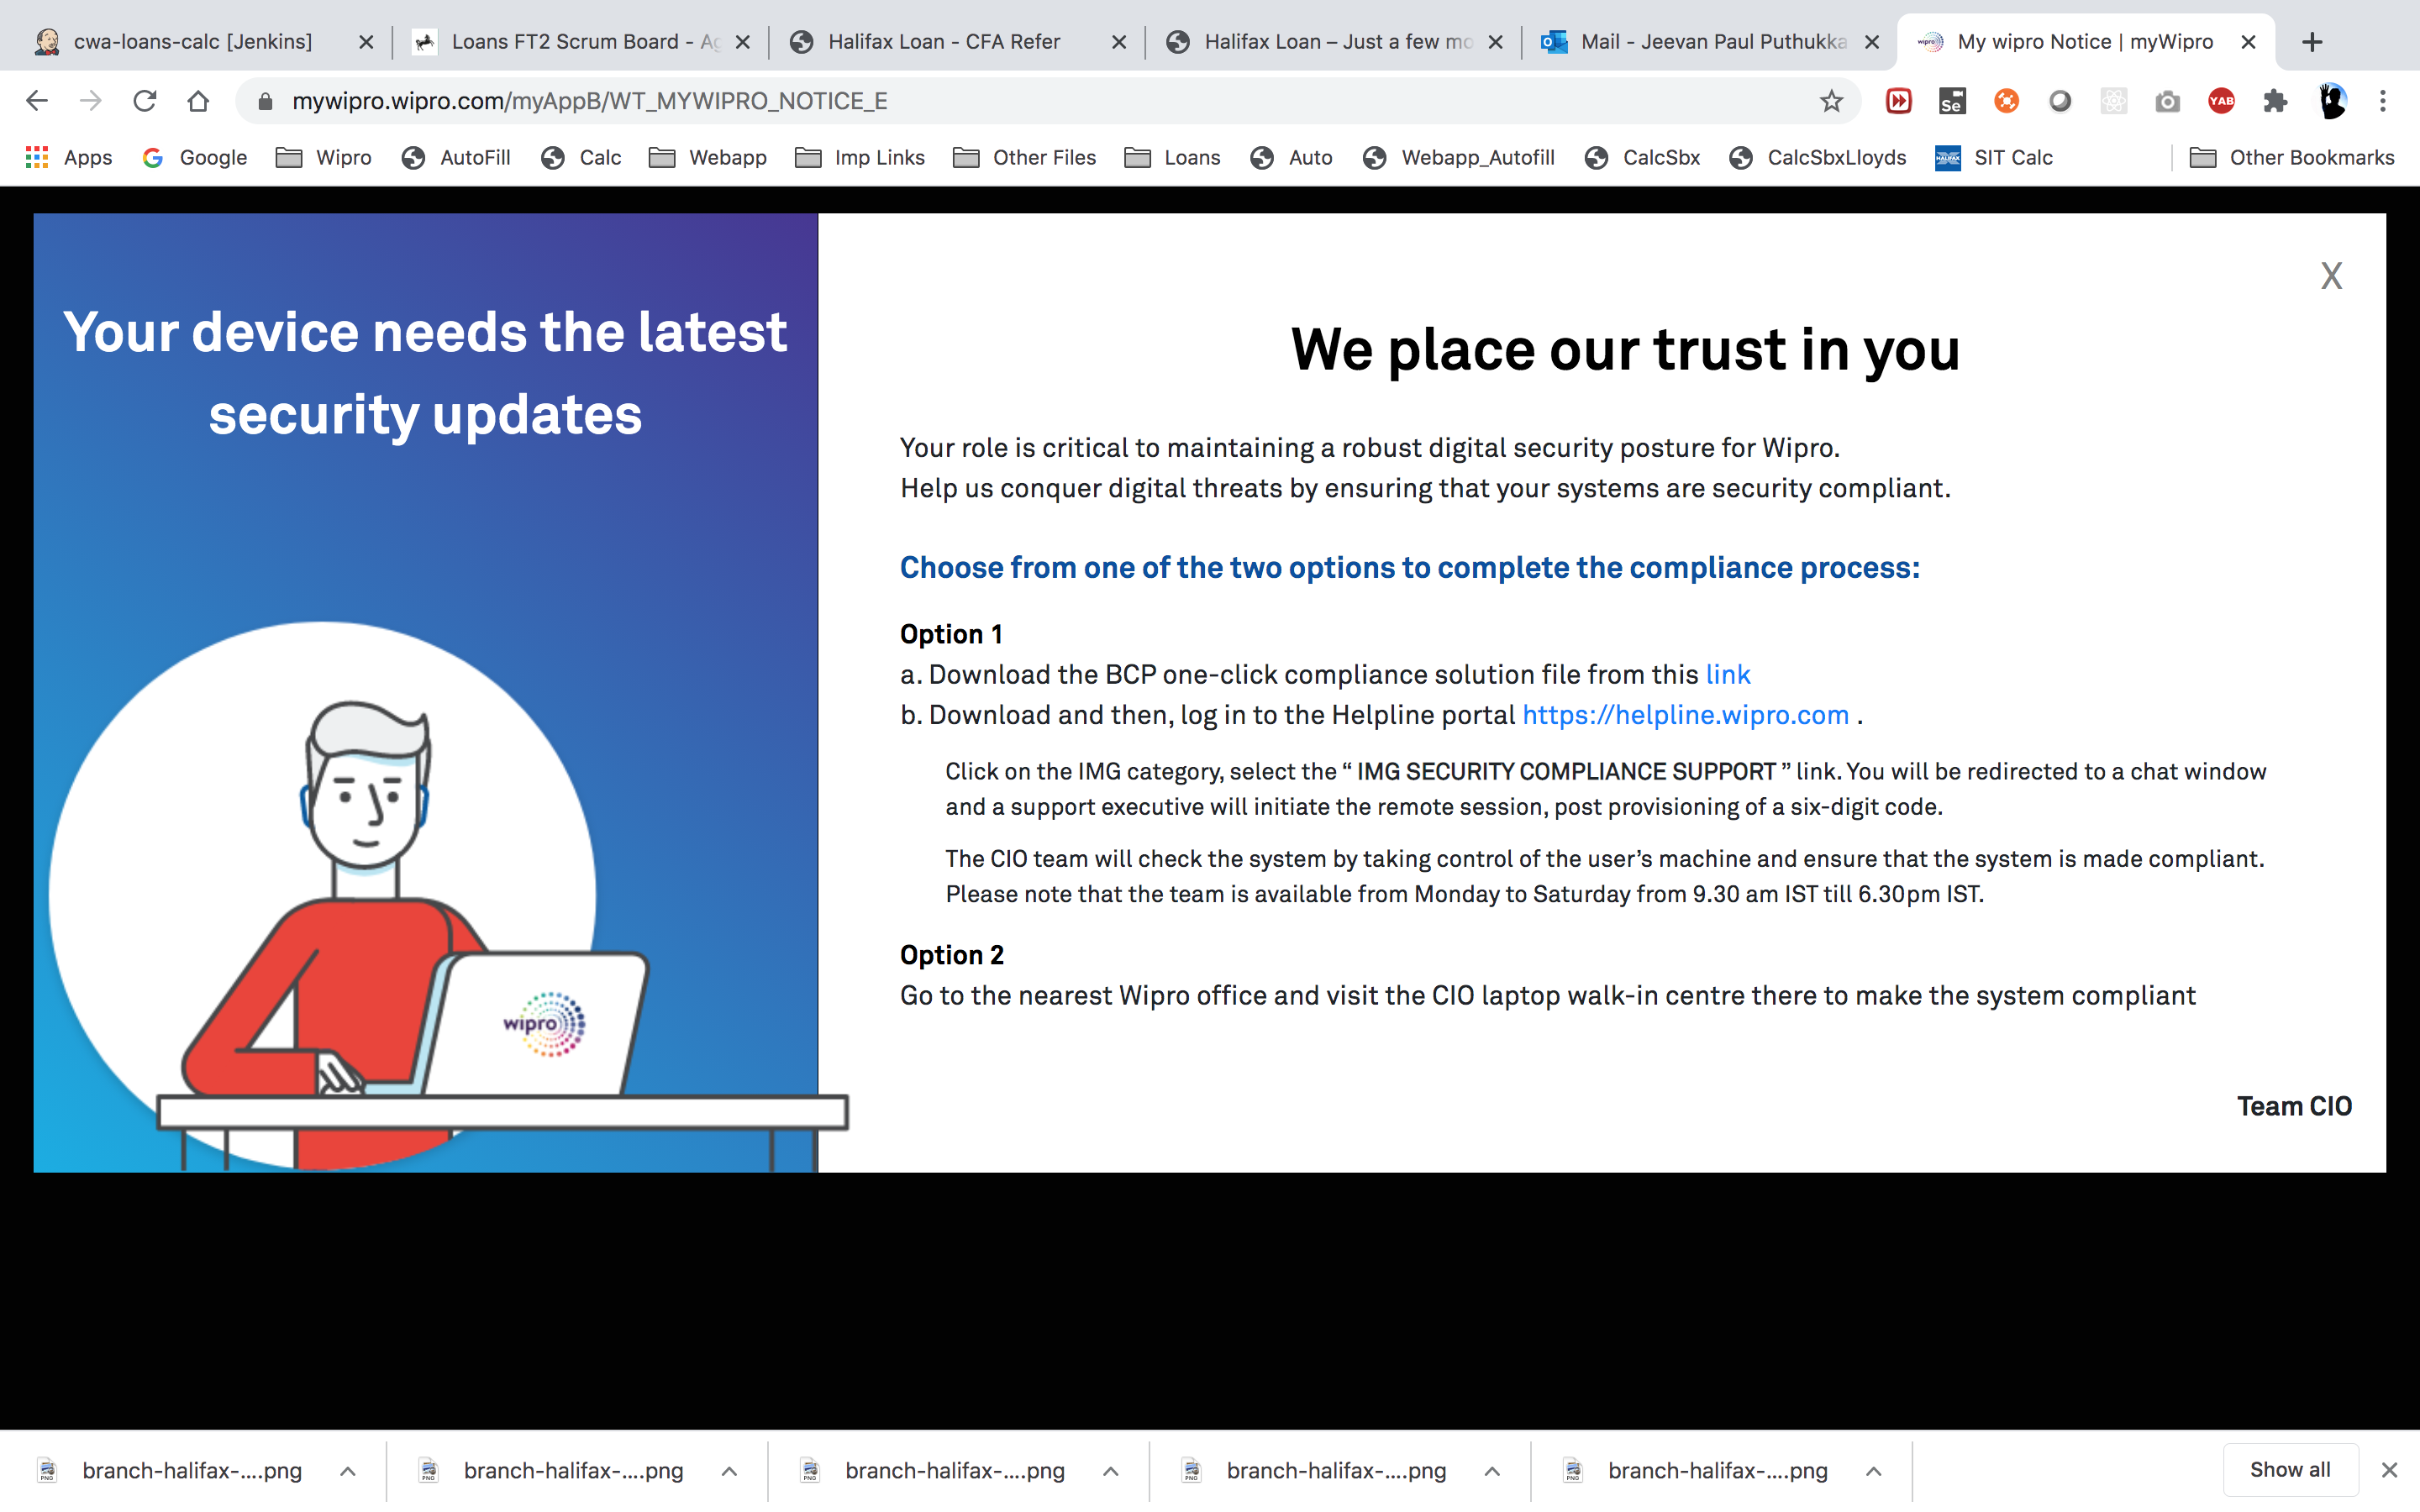 cwa-loans-calc [Jenkins]
Loans FT2 Scrum Board - Ag
Halifax Loan - CFA Refer
Halifax Loan – Just a few mo
Mail - Jeevan Paul Puthukka
My wipro Notice | myWipro
mywipro.wipro.com/myAppB/WT_MYWIPRO_NOTICE_E
Se
YAB
Apps
Google
Wipro
AutoFill
Calc
Webapp
Imp Links
Other Files
Loans
Auto
Webapp_Autofill
CalcSbx
CalcSbxLloyds
SIT Calc
Other Bookmarks
Your device needs the latest
security updates
wipro
X
We place our trust in you
Your role is critical to maintaining a robust digital security posture for Wipro.
Help us conquer digital threats by ensuring that your systems are security compliant.
Choose from one of the two options to complete the compliance process:
Option 1
a. Download the BCP one-click compliance solution file from this link
b. Download and then, log in to the Helpline portal https://helpline.wipro.com .
Click on the IMG category, select the “ IMG SECURITY COMPLIANCE SUPPORT ” link. You will be redirected to a chat window
and a support executive will initiate the remote session, post provisioning of a six-digit code.
The CIO team will check the system by taking control of the user’s machine and ensure that the system is made compliant.
Please note that the team is available from Monday to Saturday from 9.30 am IST till 6.30pm IST.
Option 2
Go to the nearest Wipro office and visit the CIO laptop walk-in centre there to make the system compliant
Team CIO
branch-halifax-....png
branch-halifax-....png
branch-halifax-....png
branch-halifax-....png
branch-halifax-....png
Show all